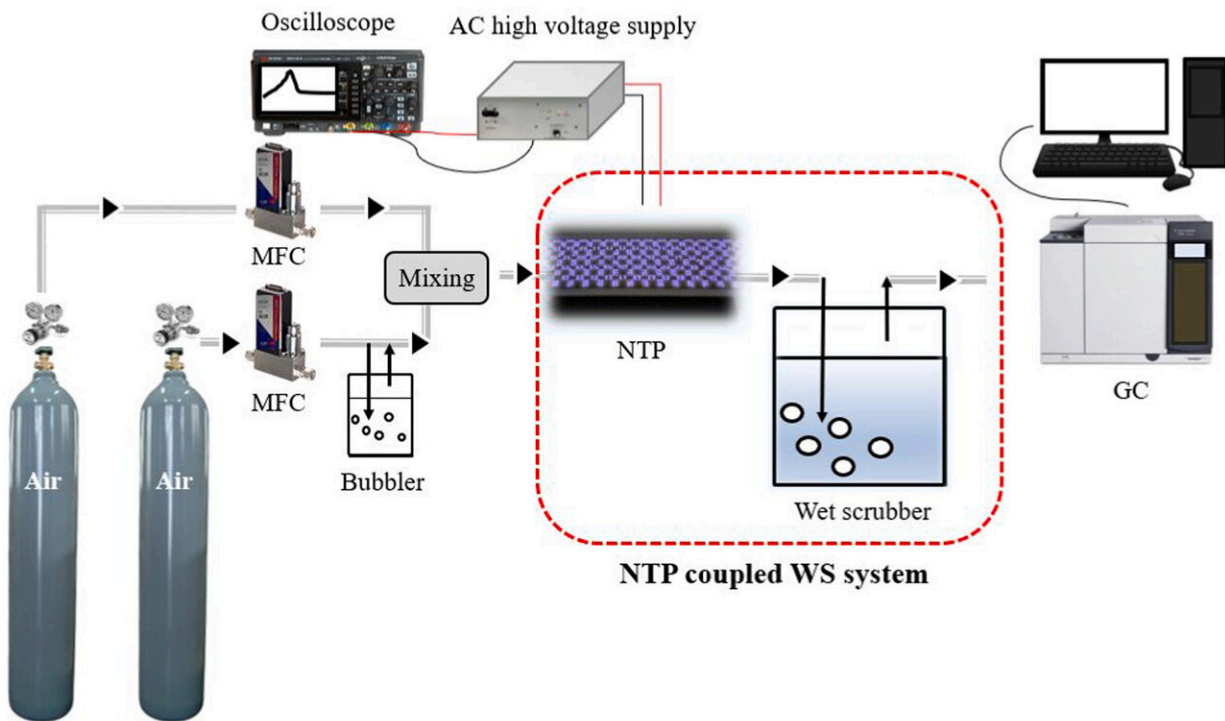 Oscilloscope
AC high voltage supply
MFC
Mixing
MFC
NTP
GC
Air
Air
Bubbler
Wet scrubber
NTP coupled WS system